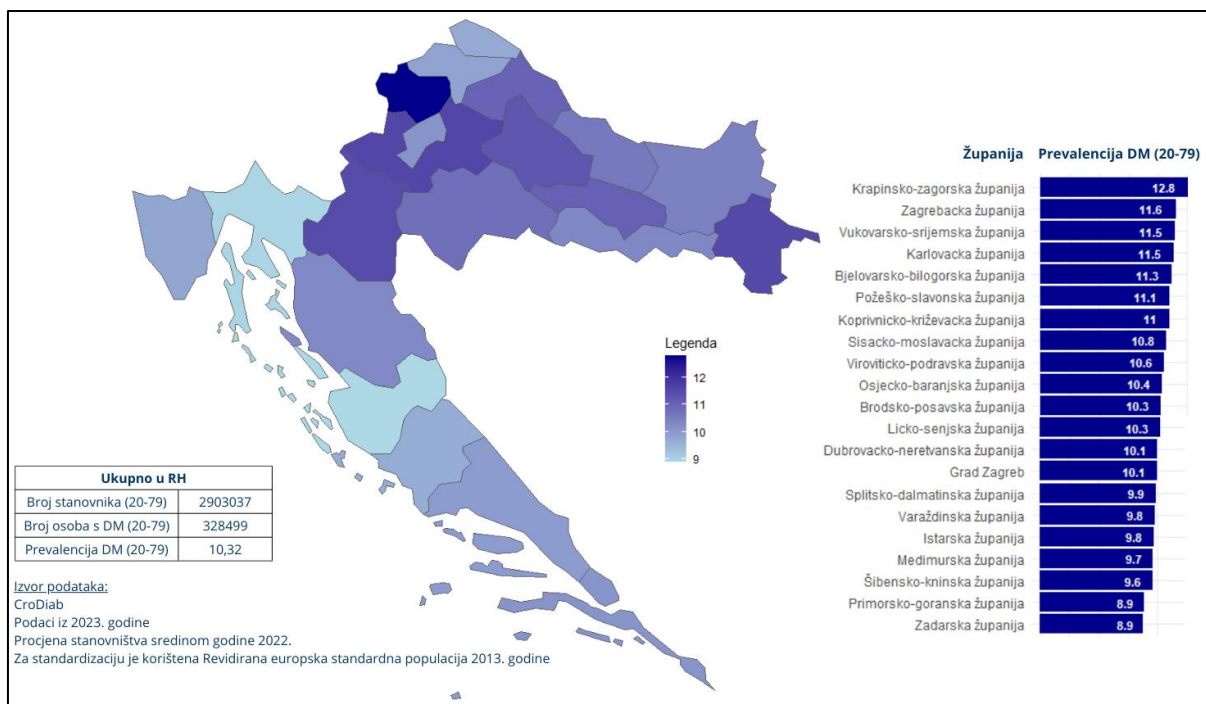 Županija Prevalencija DM (20-79)
Krapinsko-zagorska županija 12.8
Zagrebacka županija 11.6
Vukovarsko-srijemska županija 11.5
Karlovacka županija 11.5
Bjelovarsko-bilogorska županija 11.3
Požeško-slavonska županija 11.1
Koprivnicko-križevacka županija 11
Sisacko-moslavacka županija 10.8
Viroviticko-podravska županija 10.6
Osjecko-baranjska županija 10.4
Brodsko-posavska županija 10.3
Licko-senjska županija 10.3
Dubrovacko-neretvanska županija 10.1
Grad Zagreb 10.1
Splitsko-dalmatinska županija 9.9
Varaždinska županija 9.8
Istarska županija 9.8
Medimurska županija 9.7
Šibensko-kninska županija 9.6
Primorsko-goranska županija 8.9
Zadarska županija 8.9
Legenda
12
11
10
9
Ukupno u RH
Broj stanovnika (20-79) 2903037
Broj osoba s DM (20-79) 328499
Prevalencija DM (20-79) 10,32
Izvor podataka:
CroDiab
Podaci iz 2023. godine
Procjena stanovništva sredinom godine 2022.
Za standardizaciju je korištena Revidirana europska standardna populacija 2013. godine